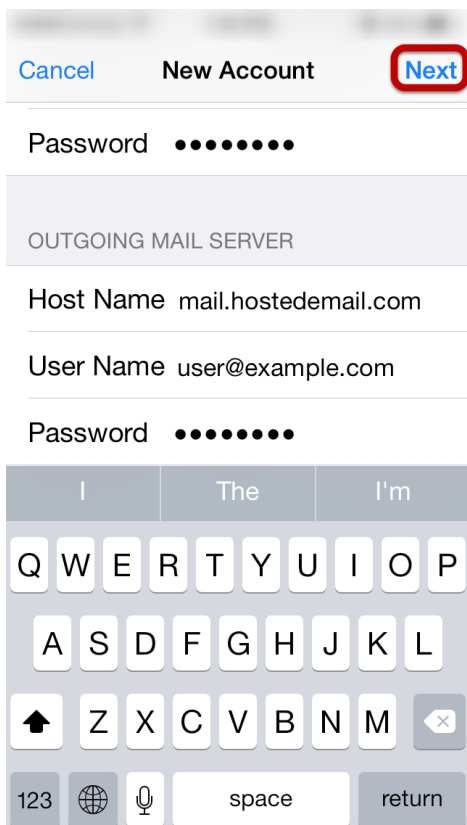 Cancel New Account Next
Password ●●●●●●●●
OUTGOING MAIL SERVER
Host Name mail.hostedemail.com
User Name user@example.com
Password ●●●●●●●●
I The I'm
Q W E R T Y U I O P
A S D F G H J K L
Z X C V B N M
123 space return